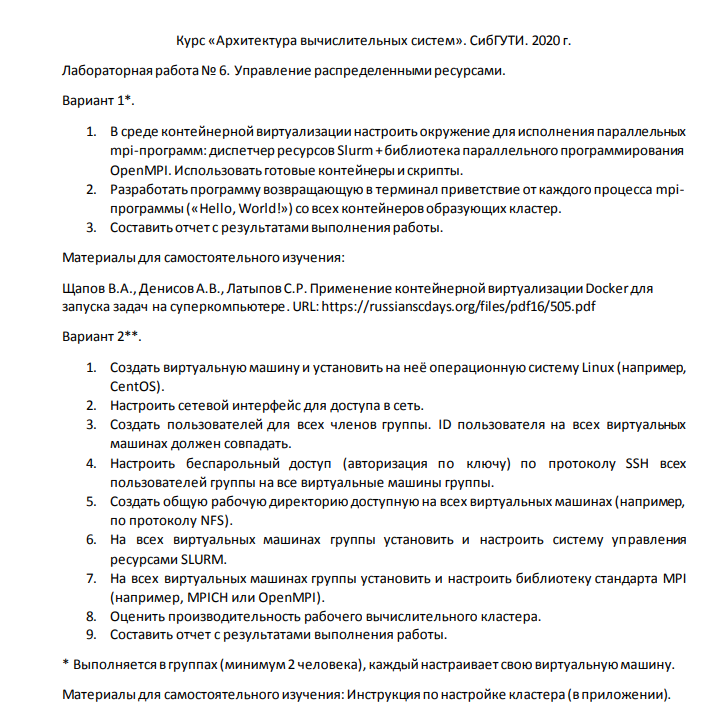 Курс «Архитектура вычислительных систем». СибГУТИ. 2020 г.
Лабораторная работа № 6. Управление распределенными ресурсами.
Вариант 1*.
1. В среде контейнерной виртуализации настроить окружение для исполнения параллельных
mpi-программ: диспетчер ресурсов Slurm + библиотека параллельного программирования
OpenMPI. Использовать готовые контейнеры и скрипты.
2. Разработать программу возвращающую в терминал приветствие от каждого процесса mpi-
программы («Hello, World!») со всех контейнеров образующих кластер.
3. Составить отчет с результатами выполнения работы.
Материалы для самостоятельного изучения:
Щапов В.А., Денисов А.В., Латыпов С.Р. Применение контейнерной виртуализации Docker для
запуска задач на суперкомпьютере. URL: https://russianscdays.org/files/pdf16/505.pdf
Вариант 2**.
1. Создать виртуальную машину и установить на неё операционную систему Linux (например,
CentOS).
2. Настроить сетевой интерфейс для доступа в сеть.
3. Создать пользователей для всех членов группы. ID пользователя на всех виртуальных
машинах должен совпадать.
4. Настроить беспарольный доступ (авторизация по ключу) по протоколу SSH всех
пользователей группы на все виртуальные машины группы.
5. Создать общую рабочую директорию доступную на всех виртуальных машинах (например,
по протоколу NFS).
6. На всех виртуальных машинах группы установить и настроить систему управления
ресурсами SLURM.
7. На всех виртуальных машинах группы установить и настроить библиотеку стандарта MPI
(например, MPICH или OpenMPI).
8. Оценить производительность рабочего вычислительного кластера.
9. Составить отчет с результатами выполнения работы.
* Выполняется в группах (минимум 2 человека), каждый настраивает свою виртуальную машину.
Материалы для самостоятельного изучения: Инструкция по настройке кластера (в приложении).